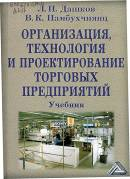 Л. П. Дашков
В. К. Памбухчиянц
ОРГАНИЗАЦИЯ,
ТЕХНОЛОГИЯ
И ПРОЕКТИРОВАНИЕ
ТОРГОВЫХ
ПРЕДПРИЯТИЙ
Учебник